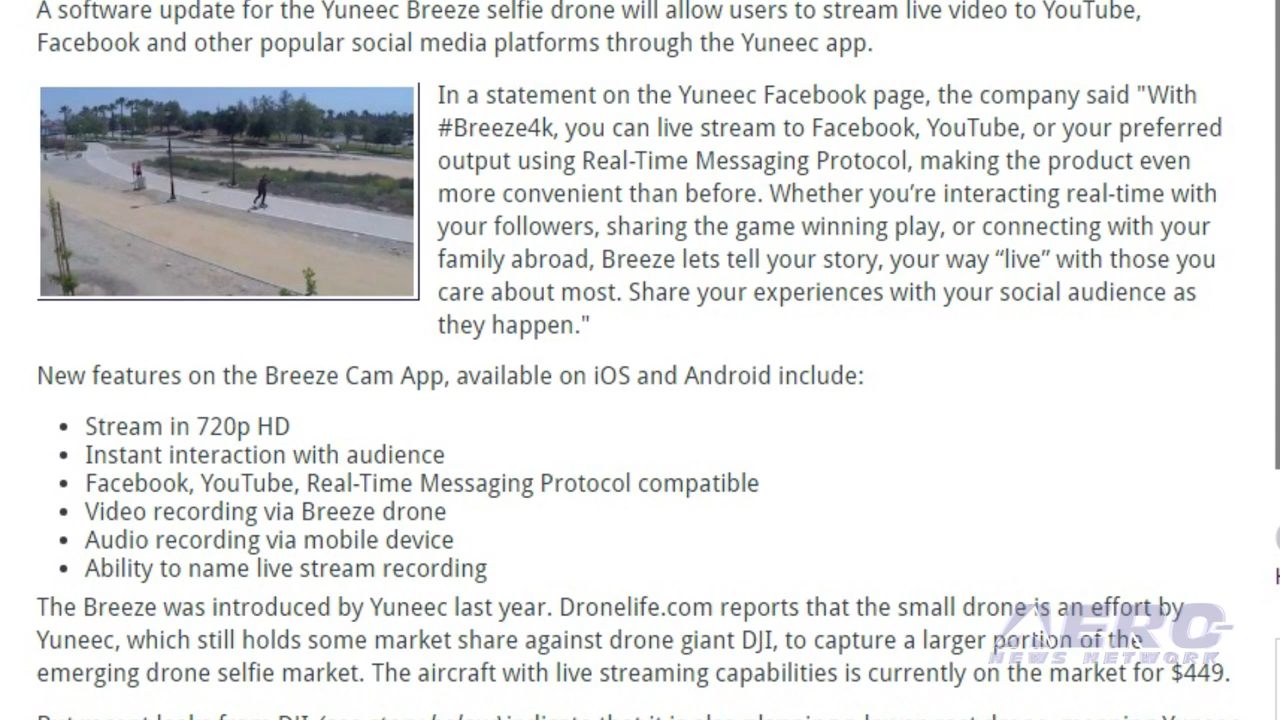 A software update for the Yuneec Breeze selfie drone will allow users to stream live video to YouTube,
Facebook and other popular social media platforms through the Yuneec app.
In a statement on the Yuneec Facebook page, the company said "With
#Breeze4k, you can live stream to Facebook, YouTube, or your preferred
output using Real-Time Messaging Protocol, making the product even
more convenient than before. Whether you’re interacting real-time with
your followers, sharing the game winning play, or connecting with your
family abroad, Breeze lets tell your story, your way “live” with those you
care about most. Share your experiences with your social audience as
they happen."
New features on the Breeze Cam App, available on iOS and Android include:
• Stream in 720p HD
• Instant interaction with audience
• Facebook, YouTube, Real-Time Messaging Protocol compatible
• Video recording via Breeze drone
• Audio recording via mobile device
• Ability to name live stream recording
The Breeze was introduced by Yuneec last year. Dronelife.com reports that the small drone is an effort by
Yuneec, which still holds some market share against drone giant DJI, to capture a larger portion of the
emerging drone selfie market. The aircraft with live streaming capabilities is currently on the market for $449.
AERO
NEWS NETWORK